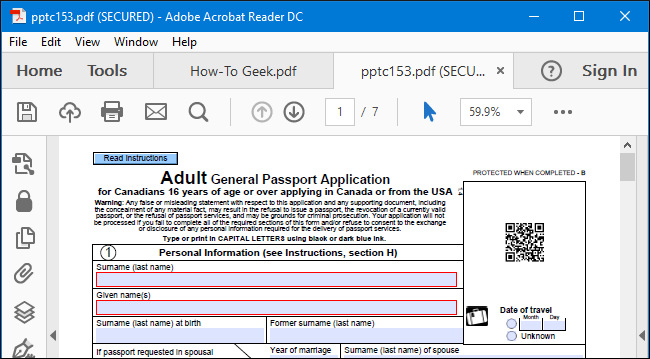 pptc153.pdf (SECURED) - Adobe Acrobat Reader DC
File Edit View Window Help
Home Tools How-To Geek.pdf pptc153.pdf (SECU... × ? Sign In
1 / 7 59.9%
Read Instructions
Adult General Passport Application
PROTECTED WHEN COMPLETED - B
for Canadians 16 years of age or over applying in Canada or from the USA
Warning: Any false or misleading statement with respect to this application and any supporting document, including
the concealment of any material fact, may result in the refusal to issue a passport, the revocation of a currently valid
passport, or the refusal of passport services, and may be grounds for criminal prosecution. Your application will not
be processed if you fail to complete all of the required sections of this form and/or refuse to consent to the exchange
or disclosure of any personal information required for the delivery of passport services.
Type or print in CAPITAL LETTERS using black or dark blue ink.
1 Personal Information (see Instructions, section H)
Surname (last name)
Given name(s)
Date of travel
Month Day
Unknown
Surname (last name) at birth Former surname (last name)
If passport requested in spousal Year of marriage Surname (last name) of spouse